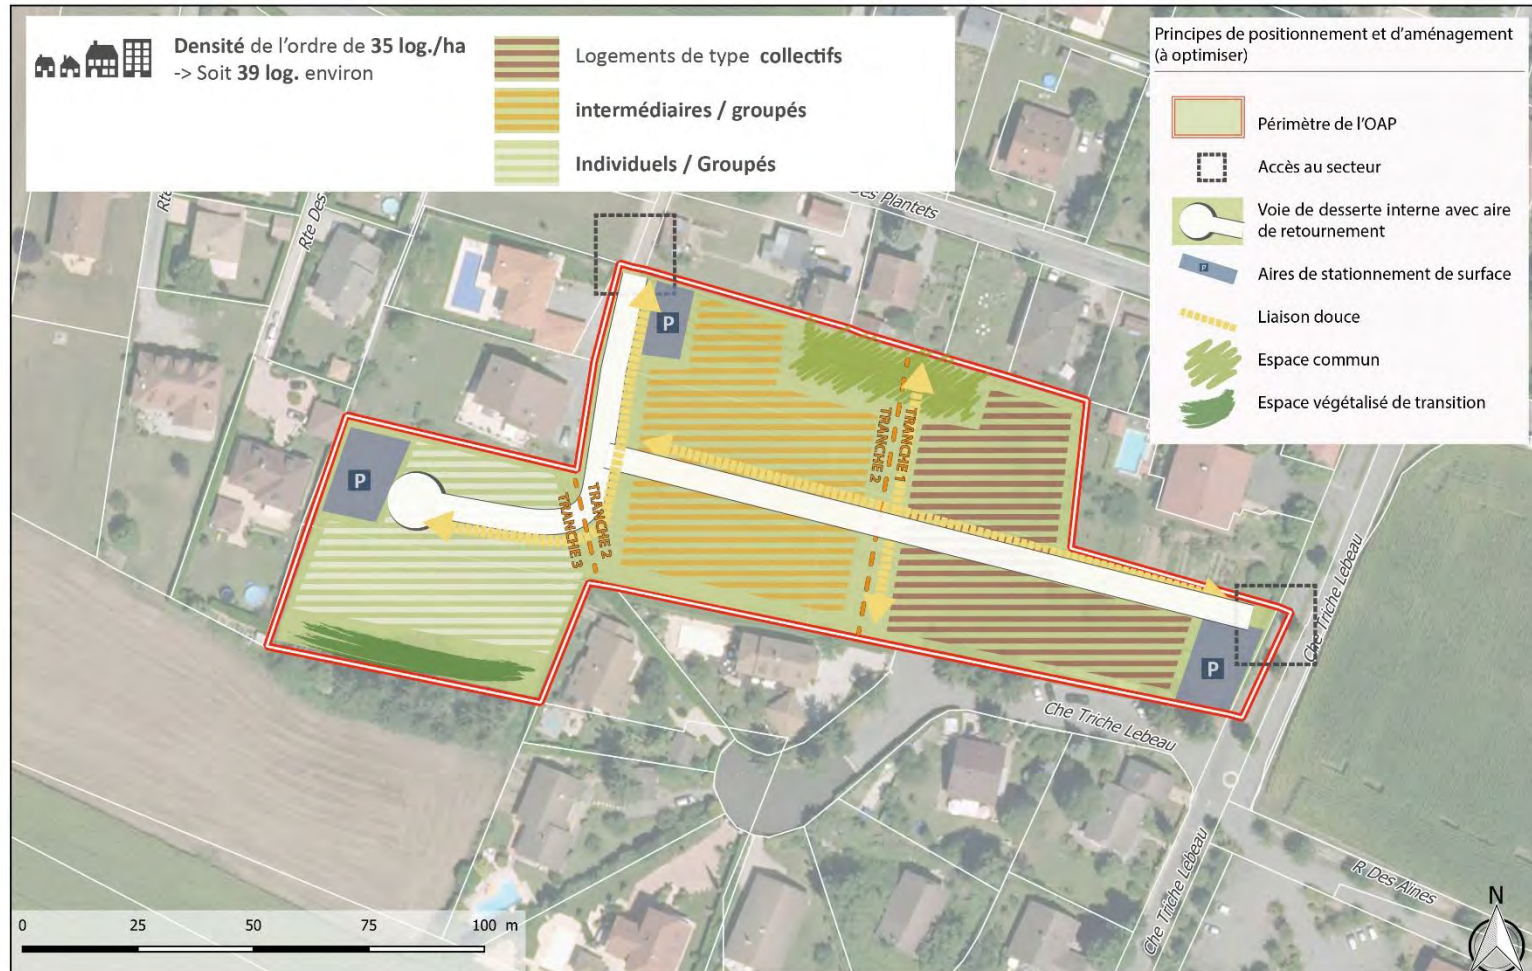 Densité de l'ordre de 35 log./ha
-> Soit 39 log. environ
Logements de type collectifs
intermédiaires / groupés
Individuels / Groupés
Principes de positionnement et d'aménagement
(à optimiser)
Périmètre de l'OAP
Accès au secteur
Voie de desserte interne avec aire
de retournement
P
Aires de stationnement de surface
Liaison douce
Espace commun
Espace végétalisé de transition
Rte
Rte Des
Des Plantets
P
P
P
TRANCHE 1
TRANCHE 2
TRANCHE 2
TRANCHE 3
Che Triche Lebeau
Che Triche Lebeau
Che Triche Lebeau
R Des Aines
0 25 50 75 100 m
N